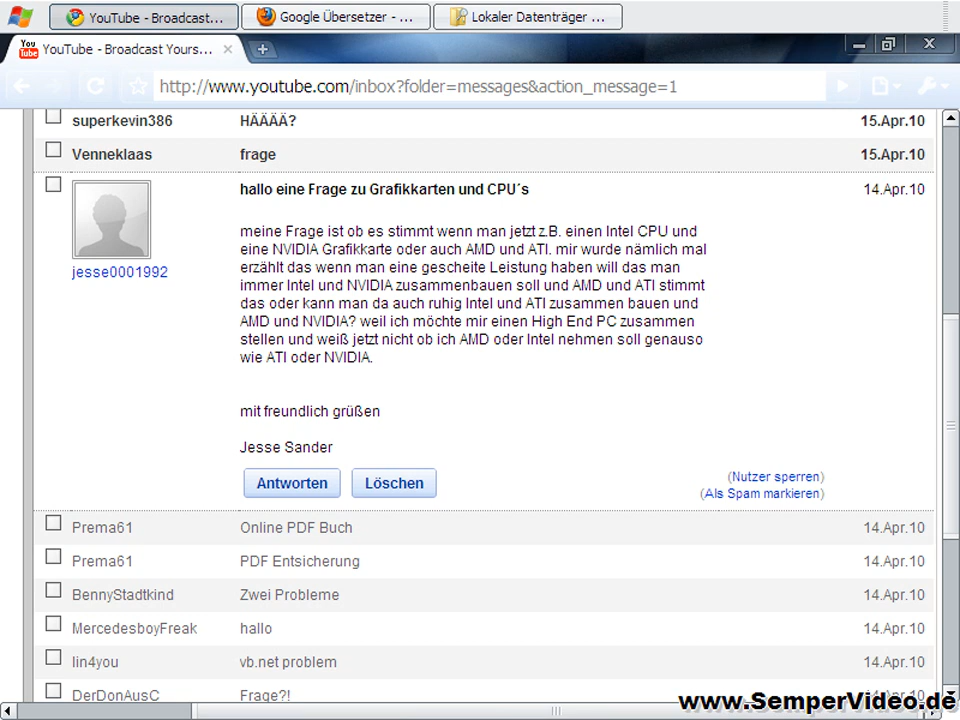 YouTube - Broadcast...
Google Übersetzer - ...
Lokaler Datenträger ...
You Tube
YouTube - Broadcast Yours...
http://www.youtube.com/inbox?folder=messages&action_message=1
superkevin386 HÄÄÄÄ? 15.Apr.10
Venneklaas frage 15.Apr.10
hallo eine Frage zu Grafikkarten und CPU´s 14.Apr.10
meine Frage ist ob es stimmt wenn man jetzt z.B. einen Intel CPU und
eine NVIDIA Grafikkarte oder auch AMD und ATI. mir wurde nämlich mal
erzählt das wenn man eine gescheite Leistung haben will das man
immer Intel und NVIDIA zusammenbauen soll und AMD und ATI stimmt
das oder kann man da auch ruhig Intel und ATI zusammen bauen und
AMD und NVIDIA? weil ich möchte mir einen High End PC zusammen
stellen und weiß jetzt nicht ob ich AMD oder Intel nehmen soll genauso
wie ATI oder NVIDIA.
jesse0001992
mit freundlich grüßen
Jesse Sander
Antworten Löschen
(Nutzer sperren)
(Als Spam markieren)
Prema61 Online PDF Buch 14.Apr.10
Prema61 PDF Entsicherung 14.Apr.10
BennyStadtkind Zwei Probleme 14.Apr.10
MercedesboyFreak hallo 14.Apr.10
lin4you vb.net problem 14.Apr.10
DerDonAusC Frage?! 14.Apr.10
www.SemperVideo.de